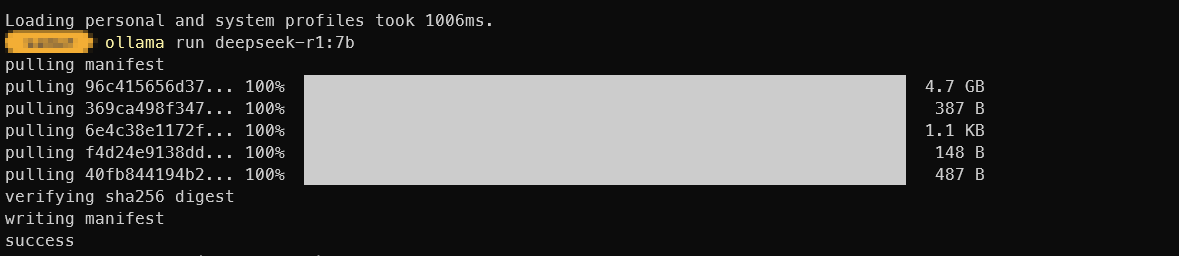 Loading personal and system profiles took 1006ms.
ollama run deepseek-r1:7b
pulling manifest
pulling 96c415656d37... 100% 4.7 GB
pulling 369ca498f347... 100% 387 B
pulling 6e4c38e1172f... 100% 1.1 KB
pulling f4d24e9138dd... 100% 148 B
pulling 40fb844194b2... 100% 487 B
verifying sha256 digest
writing manifest
success